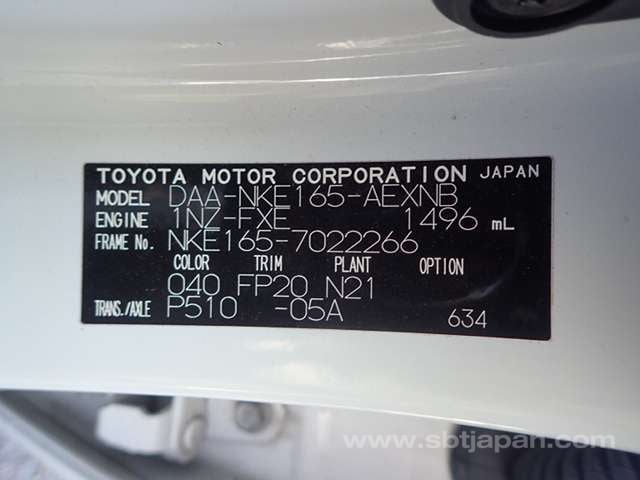 TOYOTA MOTOR CORPORATION JAPAN
MODEL DAA-NKE165-AEXNB
ENGINE 1NZ-FXE 1496 mL
FRAME No. NKE165-7022266
COLOR TRIM PLANT OPTION
040 FP20 N21
TRANS./AXLE P510 -05A 634
www.sbtjapan.com